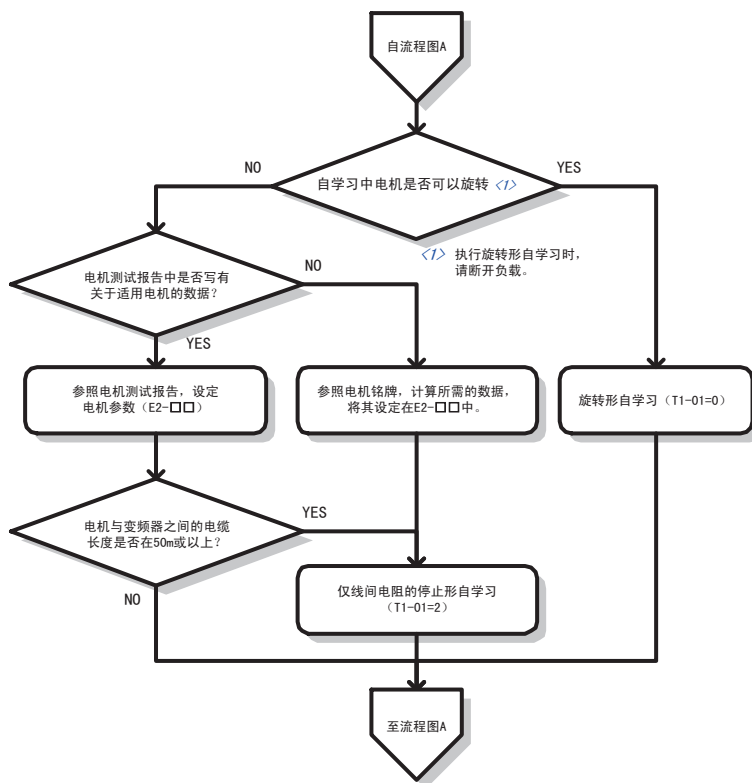 自流程图A
NO
YES
自学习中电机是否可以旋转 <1>
<1> 执行旋转形自学习时，
请断开负载。
电机测试报告中是否写有
关于适用电机的数据？
NO
YES
参照电机测试报告，设定
电机参数（E2-□□）
参照电机铭牌，计算所需的数据，
将其设定在E2-□□中。
旋转形自学习（T1-01=0）
电机与变频器之间的电缆
长度是否在50m或以上？
YES
NO
仅线间电阻的停止形自学习
（T1-01=2）
至流程图A